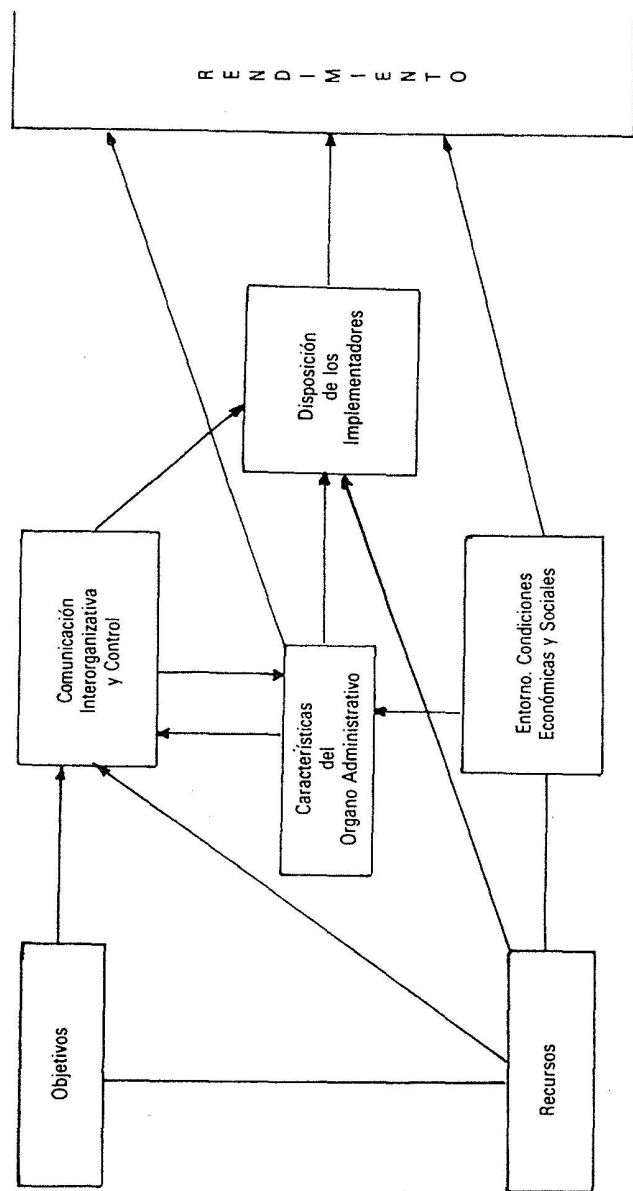 Objetivos
Recursos
Comunicación
Interorganizativa
y Control
Características
del
Organo Administrativo
Entorno. Condiciones
Económicas y Sociales
Disposición
de los
Implementadores
RENDIMIENTO